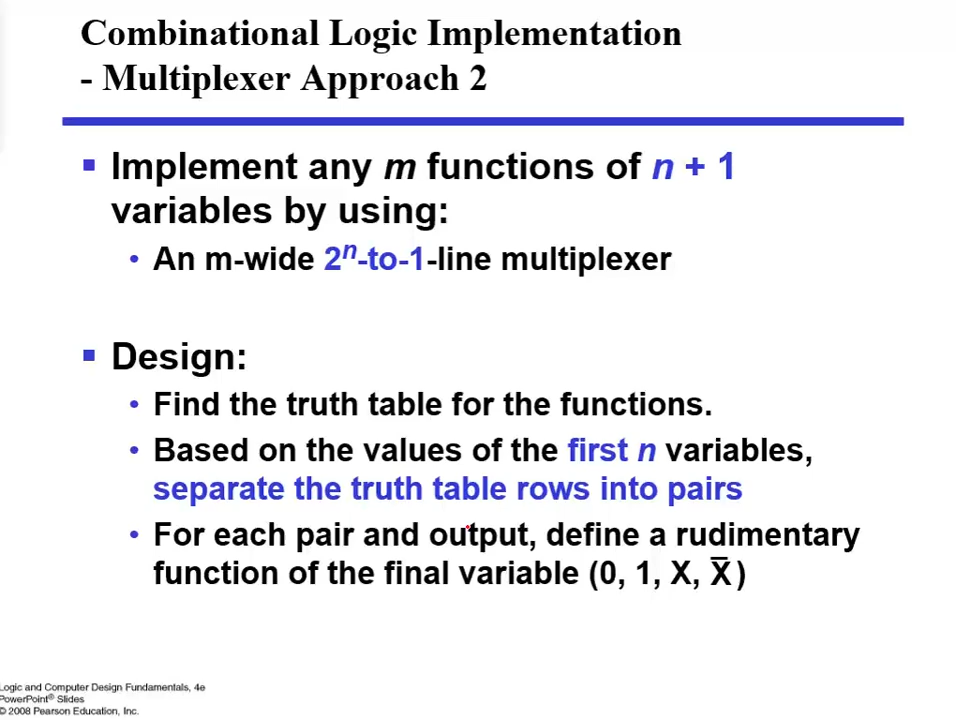 Combinational Logic Implementation
- Multiplexer Approach 2
▪ Implement any m functions of n + 1
variables by using:
• An m-wide 2ⁿ-to-1-line multiplexer
▪ Design:
• Find the truth table for the functions.
• Based on the values of the first n variables,
separate the truth table rows into pairs
• For each pair and output, define a rudimentary
function of the final variable (0, 1, X, X̅)
Logic and Computer Design Fundamentals, 4e
PowerPoint® Slides
© 2008 Pearson Education, Inc.